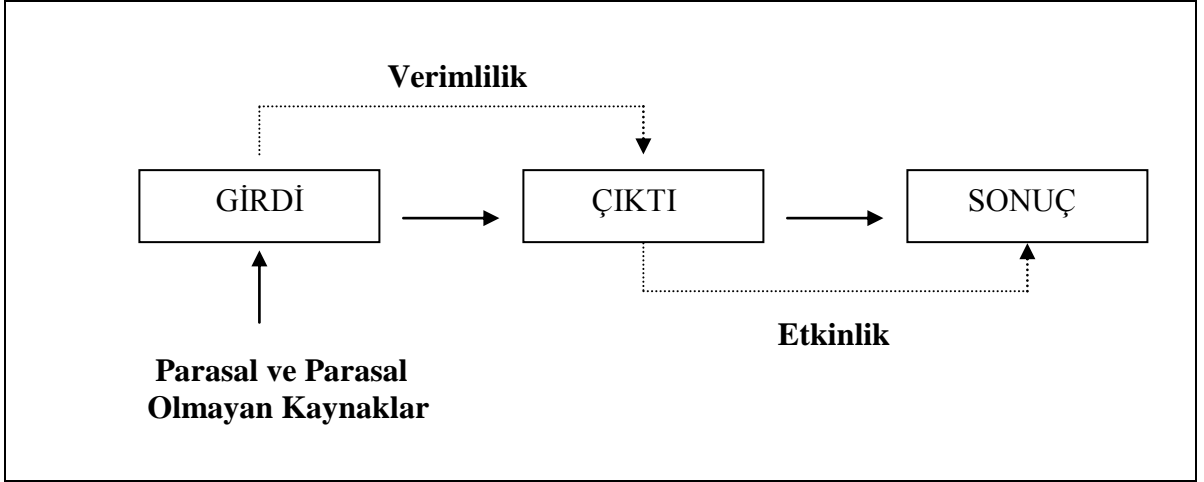 Verimlilik
GİRDİ
ÇIKTI
SONUÇ
Etkinlik
Parasal ve Parasal
Olmayan Kaynaklar